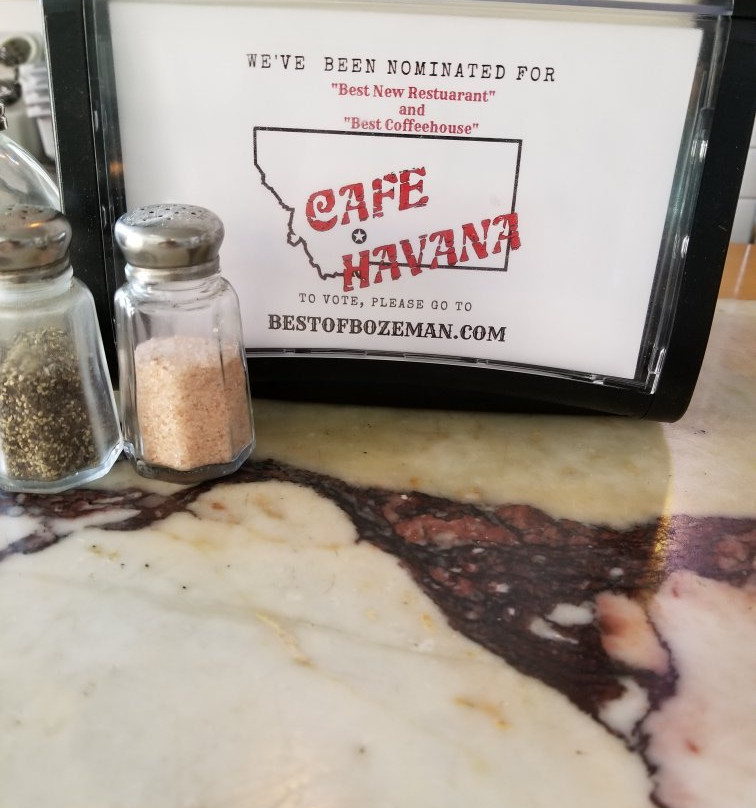 WE'VE BEEN NOMINATED FOR
"Best New Restuarant"
and
"Best Coffeehouse"
CAFE
HAVANA
TO VOTE, PLEASE GO TO
BESTOFBOZEMAN.COM